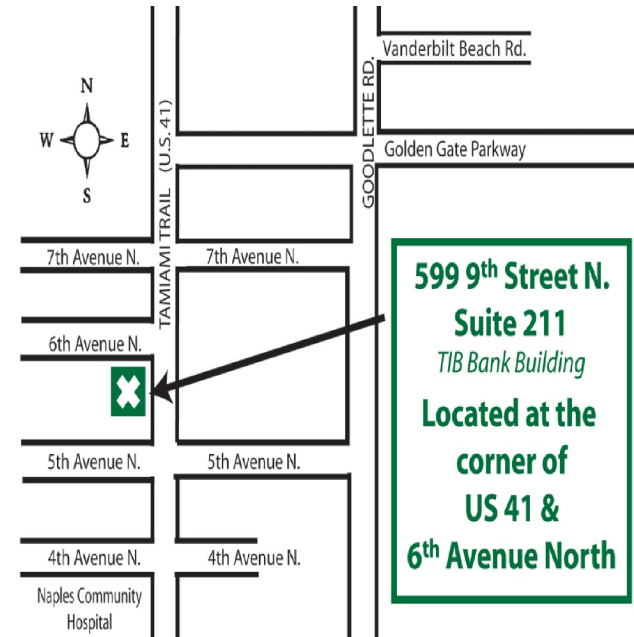 Vanderbilt Beach Rd.
N
W E
S
TAMIAMI TRAIL (U.S. 41)
GOODLETTE RD.
Golden Gate Parkway
7th Avenue N.
7th Avenue N.
6th Avenue N.
5th Avenue N.
5th Avenue N.
4th Avenue N.
4th Avenue N.
Naples Community
Hospital
599 9th Street N.
Suite 211
TIB Bank Building
Located at the
corner of
US 41 &
6th Avenue North